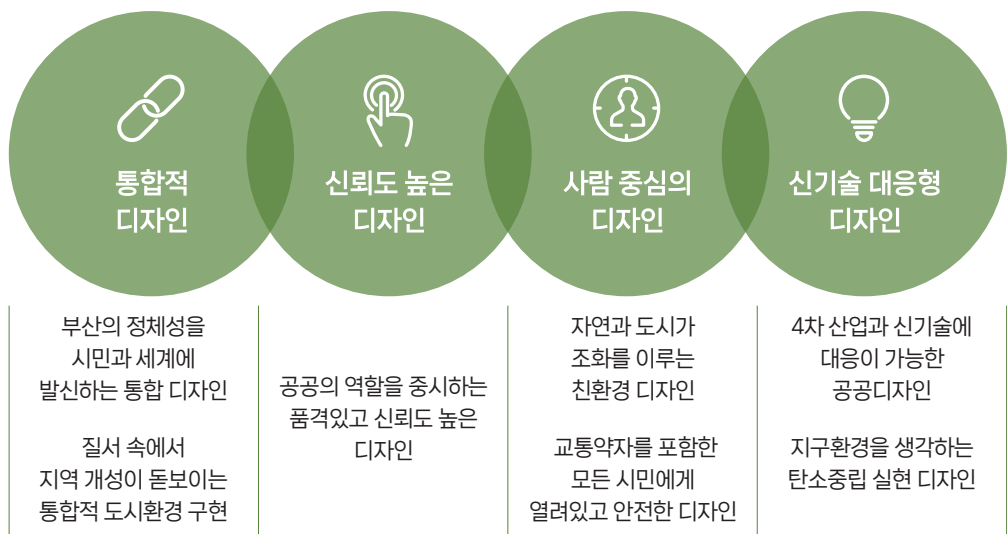 통합적
디자인
신뢰도 높은
디자인
사람 중심의
디자인
신기술 대응형
디자인
부산의 정체성을
시민과 세계에
발신하는 통합 디자인
질서 속에서
지역 개성이 돋보이는
통합적 도시환경 구현
공공의 역할을 중시하는
품격있고 신뢰도 높은
디자인
자연과 도시가
조화를 이루는
친환경 디자인
교통약자를 포함한
모든 시민에게
열려있고 안전한 디자인
4차 산업과 신기술에
대응이 가능한
공공디자인
지구환경을 생각하는
탄소중립 실현 디자인